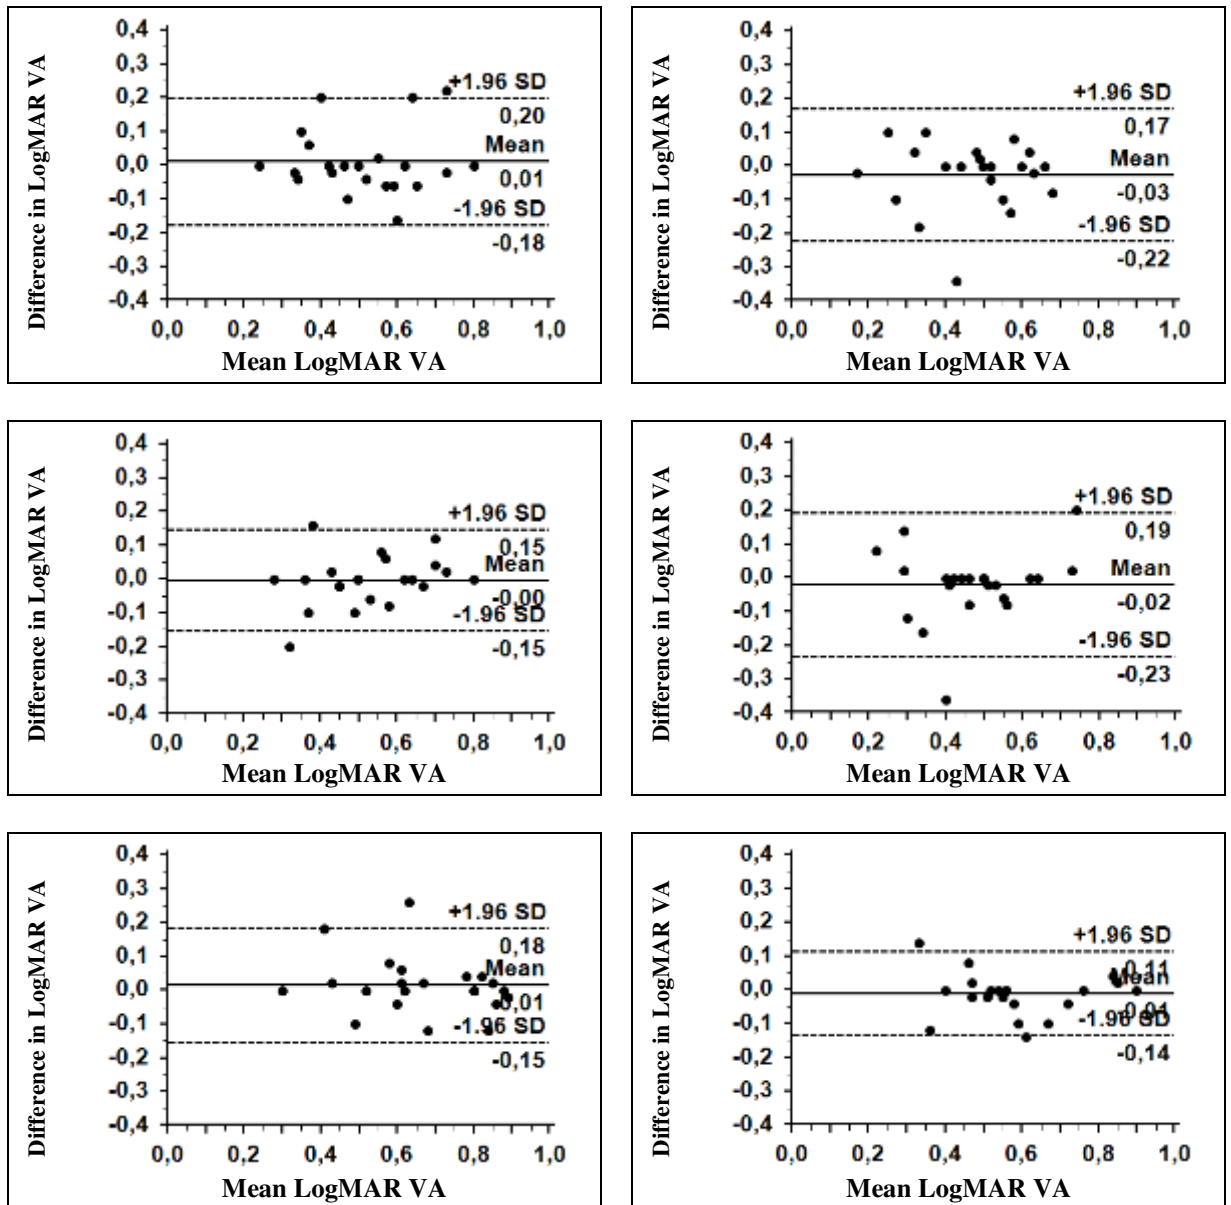 Difference in LogMAR VA
0,4
0,3
0,2
0,1
0,0
-0,1
-0,2
-0,3
-0,4
+1.96 SD
0,20
Mean
0,01
-1.96 SD
-0,18
0,0 0,2 0,4 0,6 0,8 1,0
Mean LogMAR VA
Difference in LogMAR VA
0,4
0,3
0,2
0,1
0,0
-0,1
-0,2
-0,3
-0,4
+1.96 SD
0,17
Mean
-0,03
-1.96 SD
-0,22
0,0 0,2 0,4 0,6 0,8 1,0
Mean LogMAR VA
Difference in LogMAR VA
0,4
0,3
0,2
0,1
0,0
-0,1
-0,2
-0,3
-0,4
+1.96 SD
0,15
Mean
-0,00
-1.96 SD
-0,15
0,0 0,2 0,4 0,6 0,8 1,0
Mean LogMAR VA
Difference in LogMAR VA
0,4
0,3
0,2
0,1
0,0
-0,1
-0,2
-0,3
-0,4
+1.96 SD
0,19
Mean
-0,02
-1.96 SD
-0,23
0,0 0,2 0,4 0,6 0,8 1,0
Mean LogMAR VA
Difference in LogMAR VA
0,4
0,3
0,2
0,1
0,0
-0,1
-0,2
-0,3
-0,4
+1.96 SD
0,18
Mean
0,01
-1.96 SD
-0,15
0,0 0,2 0,4 0,6 0,8 1,0
Mean LogMAR VA
Difference in LogMAR VA
0,4
0,3
0,2
0,1
0,0
-0,1
-0,2
-0,3
-0,4
+1.96 SD
0,11
Mean
-0,01
-1.96 SD
-0,14
0,0 0,2 0,4 0,6 0,8 1,0
Mean LogMAR VA